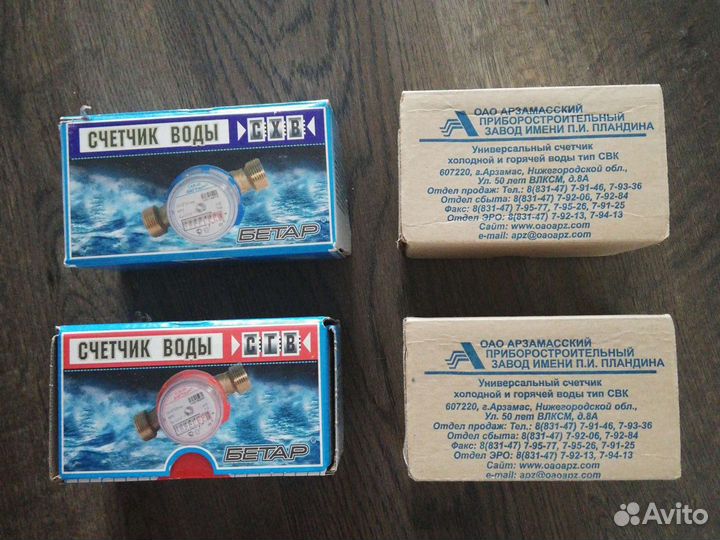 СЧЕТЧИК ВОДЫ СХВ
БЕТАР
ОАО АРЗАМАССКИЙ
ПРИБОРОСТРОИТЕЛЬНЫЙ
ЗАВОД ИМЕНИ П.И. ПЛАНДИНА
Универсальный счетчик
холодной и горячей воды тип СВК
607220, г.Арзамас, Нижегородской обл.,
Ул. 50 лет ВЛКСМ, д.8А
Отдел продаж: Тел.: 8(831-47) 7-91-46, 7-93-36
Отдел сбыта: 8(831-47) 7-92-06, 7-92-84
Факс: 8(831-47) 7-95-77, 7-95-26, 7-91-25
Отдел ЭРО: 8(831-47) 7-92-13, 7-94-13
Сайт: www.oaoapz.com
e-mail: apz@oaoapz.com
СЧЕТЧИК ВОДЫ СГВ
БЕТАР
ОАО АРЗАМАССКИЙ
ПРИБОРОСТРОИТЕЛЬНЫЙ
ЗАВОД ИМЕНИ П.И. ПЛАНДИНА
Универсальный счетчик
холодной и горячей воды тип СВК
607220, г.Арзамас, Нижегородской обл.,
Ул. 50 лет ВЛКСМ, д.8А
Отдел продаж: Тел.: 8(831-47) 7-91-46, 7-93-36
Отдел сбыта: 8(831-47) 7-92-06, 7-92-84
Факс: 8(831-47) 7-95-77, 7-95-26, 7-91-25
Отдел ЭРО: 8(831-47) 7-92-13, 7-94-13
Сайт: www.oaoapz.com
e-mail: apz@oaoapz.com
Avito